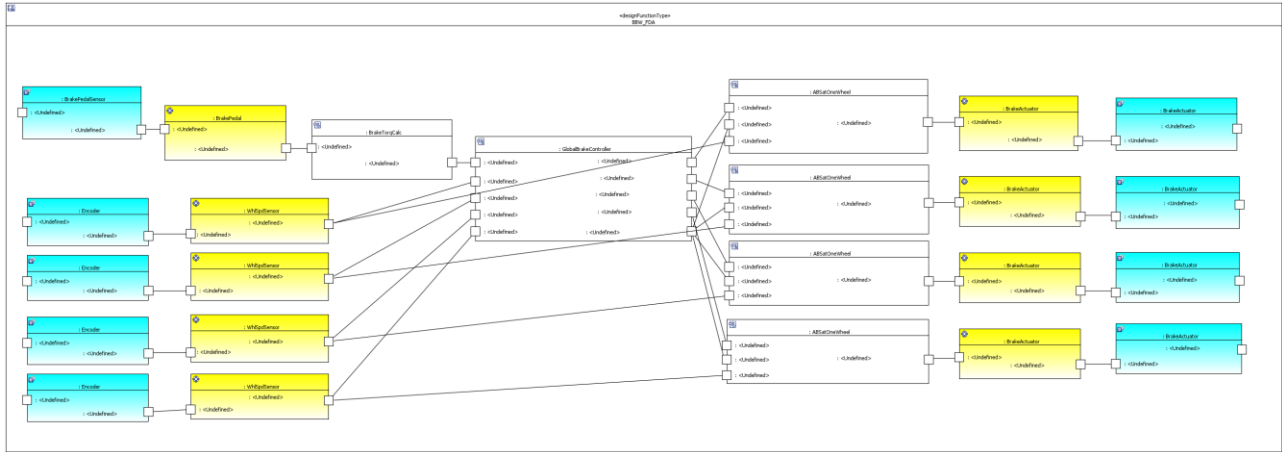 «designFunctionType»
BBW_FDA
: BrakePedalSensor
: <Undefined>
: <Undefined>
: BrakePedal
: <Undefined>
: <Undefined>
: BrakeTorqCalc
: <Undefined>
: <Undefined>
: GlobalBrakeController
: <Undefined>
: <Undefined>
: <Undefined>
: <Undefined>
: <Undefined>
: <Undefined>
: <Undefined>
: <Undefined>
: <Undefined>
: <Undefined>
: ABSatOneWheel
: <Undefined>
: <Undefined>
: <Undefined>
: <Undefined>
: BrakeActuator
: <Undefined>
: <Undefined>
: BrakeActuator
: <Undefined>
: <Undefined>
: ABSatOneWheel
: <Undefined>
: <Undefined>
: <Undefined>
: <Undefined>
: BrakeActuator
: <Undefined>
: <Undefined>
: BrakeActuator
: <Undefined>
: <Undefined>
: Encoder
: <Undefined>
: <Undefined>
: WhlSpdSensor
: <Undefined>
: <Undefined>
: ABSatOneWheel
: <Undefined>
: <Undefined>
: <Undefined>
: <Undefined>
: BrakeActuator
: <Undefined>
: <Undefined>
: BrakeActuator
: <Undefined>
: <Undefined>
: Encoder
: <Undefined>
: <Undefined>
: WhlSpdSensor
: <Undefined>
: <Undefined>
: Encoder
: <Undefined>
: <Undefined>
: WhlSpdSensor
: <Undefined>
: <Undefined>
: ABSatOneWheel
: <Undefined>
: <Undefined>
: <Undefined>
: <Undefined>
: BrakeActuator
: <Undefined>
: <Undefined>
: BrakeActuator
: <Undefined>
: <Undefined>
: Encoder
: <Undefined>
: <Undefined>
: WhlSpdSensor
: <Undefined>
: <Undefined>